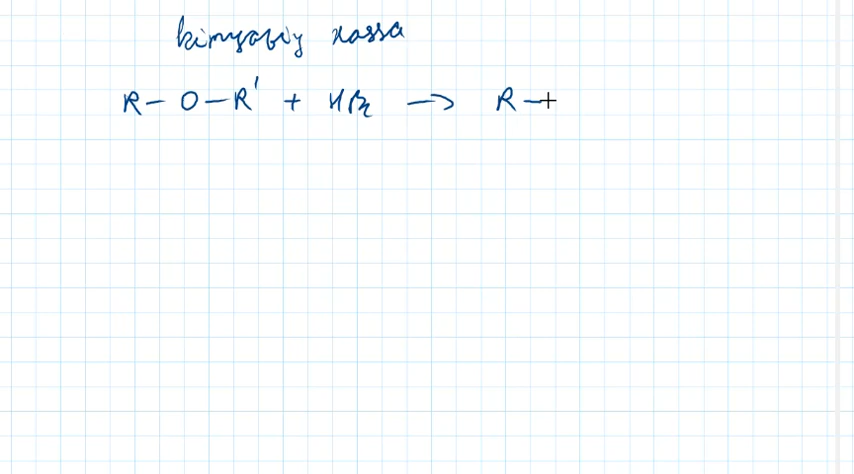 kimyoviy xossa
R – O – R' + HBr → R –